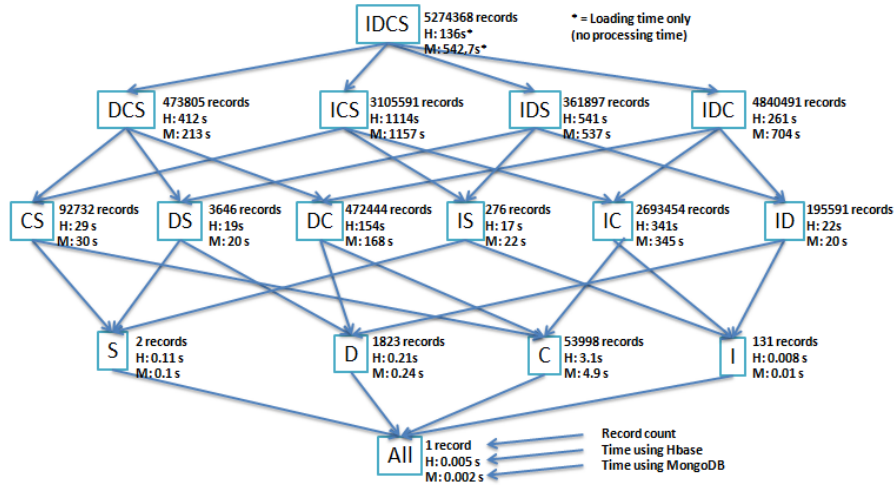 IDCS
5274368 records
H: 136s*
M: 542,7s*
* = Loading time only
(no processing time)
DCS
473805 records
H: 412 s
M: 213 s
ICS
3105591 records
H: 1114s
M: 1157 s
IDS
361897 records
H: 541 s
M: 537 s
IDC
4840491 records
H: 261 s
M: 704 s
CS
92732 records
H: 29 s
M: 30 s
DS
3646 records
H: 19s
M: 20 s
DC
472444 records
H:154s
M: 168 s
IS
276 records
H: 17 s
M: 22 s
IC
2693454 records
H: 341s
M: 345 s
ID
195591 records
H: 22s
M: 20 s
S
2 records
H: 0.11 s
M: 0.1 s
D
1823 records
H: 0.21s
M: 0.24 s
C
53998 records
H: 3.1s
M: 4.9 s
I
131 records
H: 0.008 s
M: 0.01 s
All
1 record
H: 0.005 s
M: 0.002 s
Record count
Time using Hbase
Time using MongoDB